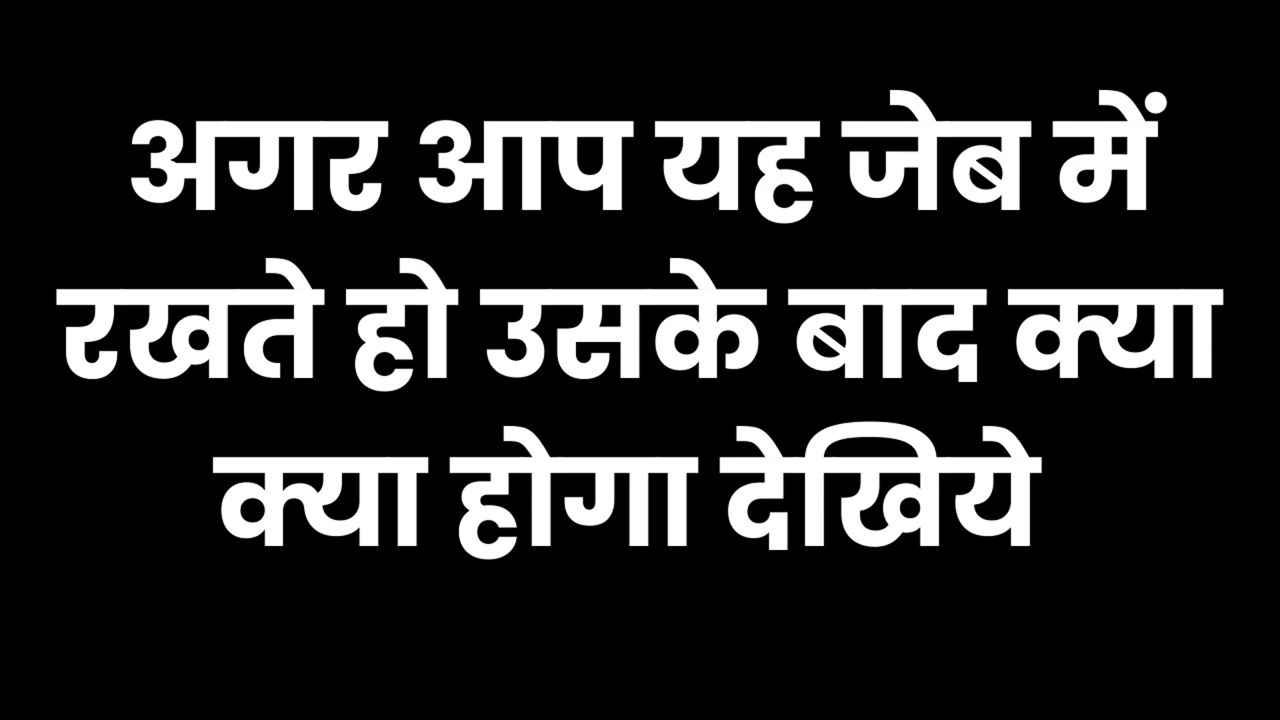 अगर आप यह जेब में
रखते हो उसके बाद क्या
क्या होगा देखिये